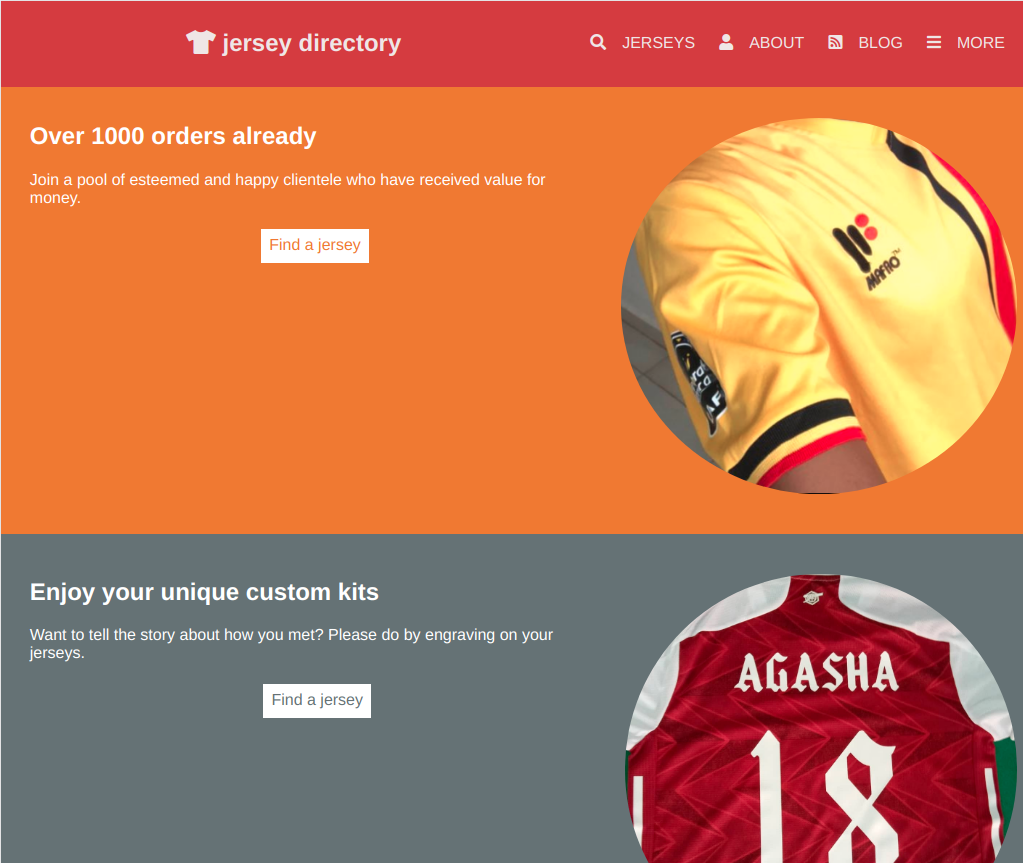 jersey directory
JERSEYS
ABOUT
BLOG
MORE
Over 1000 orders already
Join a pool of esteemed and happy clientele who have received value for
money.
Find a jersey
MAFRO
Enjoy your unique custom kits
Want to tell the story about how you met? Please do by engraving on your
jerseys.
Find a jersey
AGASHA
18